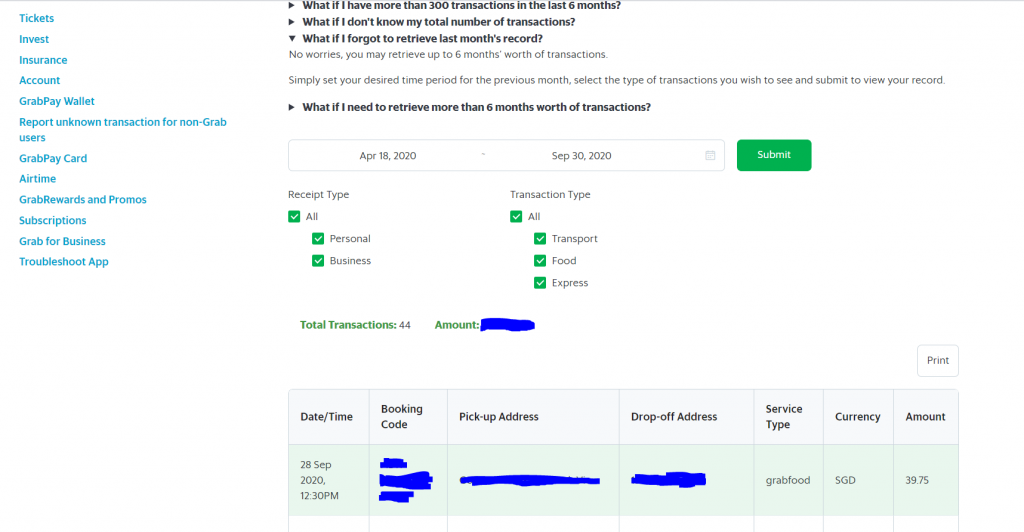 Tickets
Invest
Insurance
Account
GrabPay Wallet
Report unknown transaction for non-Grab
users
GrabPay Card
Airtime
GrabRewards and Promos
Subscriptions
Grab for Business
Troubleshoot App
What if I have more than 300 transactions in the last 6 months?
What if I don't know my total number of transactions?
What if I forgot to retrieve last month's record?
No worries, you may retrieve up to 6 months' worth of transactions.
Simply set your desired time period for the previous month, select the type of transactions you wish to see and submit to view your record.
What if I need to retrieve more than 6 months worth of transactions?
Apr 18, 2020 - Sep 30, 2020 Submit
Receipt Type Transaction Type
All All
Personal Transport
Business Food
Express
Total Transactions: 44 Amount:
Print
Date/Time Booking Code Pick-up Address Drop-off Address Service Type Currency Amount
28 Sep
2020,
12:30PM
grabfood SGD 39.75